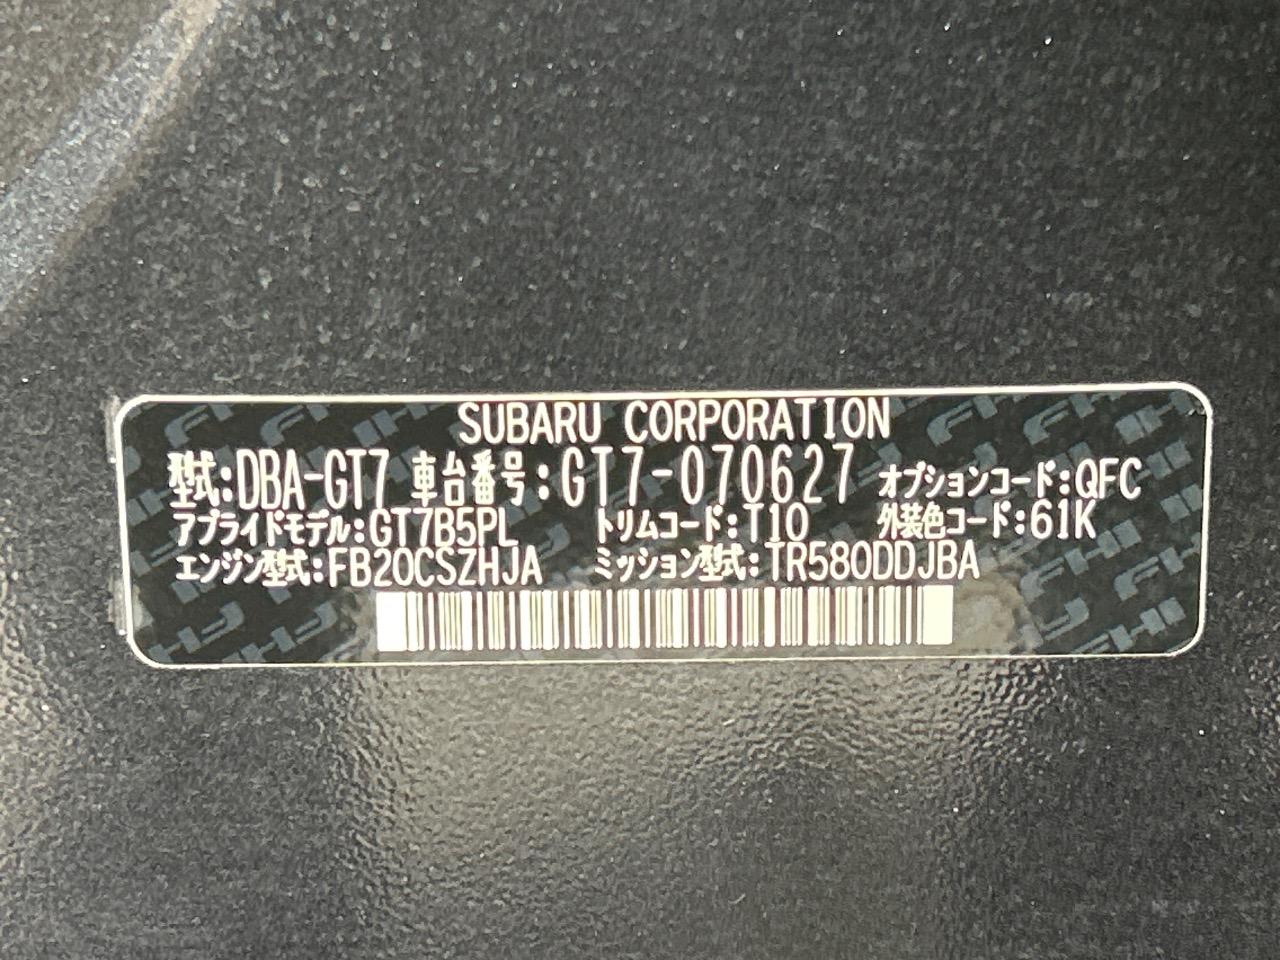 SUBARU CORPORATION
型式:DBA-GT7 車台番号:GT7-070627 オプションコード:QFC
アプライドモデル:GT7B5PL トリムコード:T10 外装色コード:61K
エンジン型式:FB20CSZHJA ミッション型式:TR580DDJBA